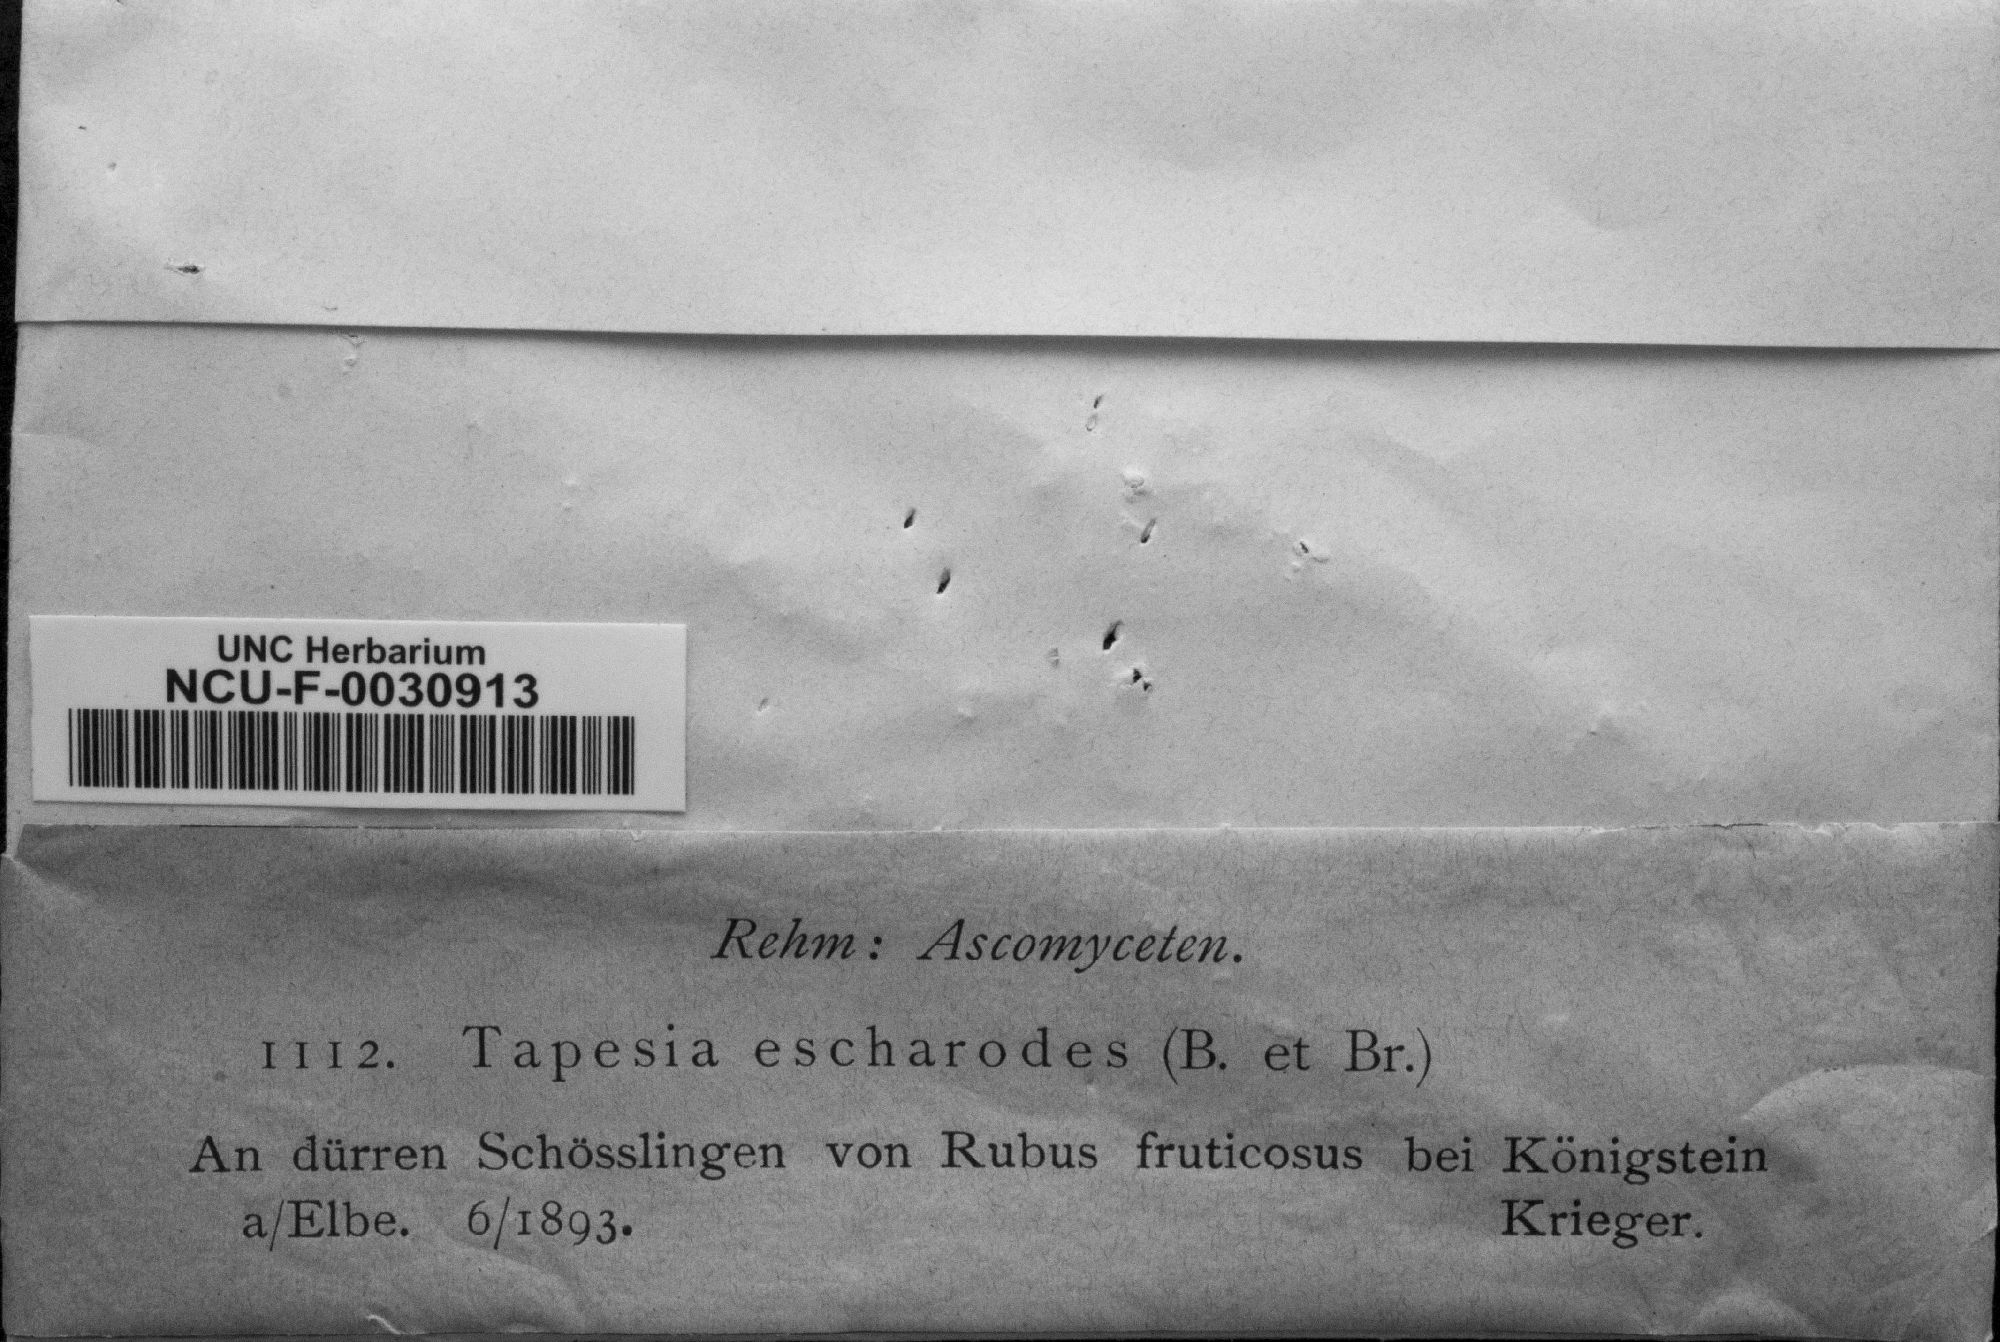 UNC Herbarium
NCU-F-0030913
Rehm: Ascomyceten.
1112. Tapesia escharodes (B. et Br.)
An dürren Schösslingen von Rubus fruticosus bei Königstein
a/Elbe. 6/1893. Krieger.